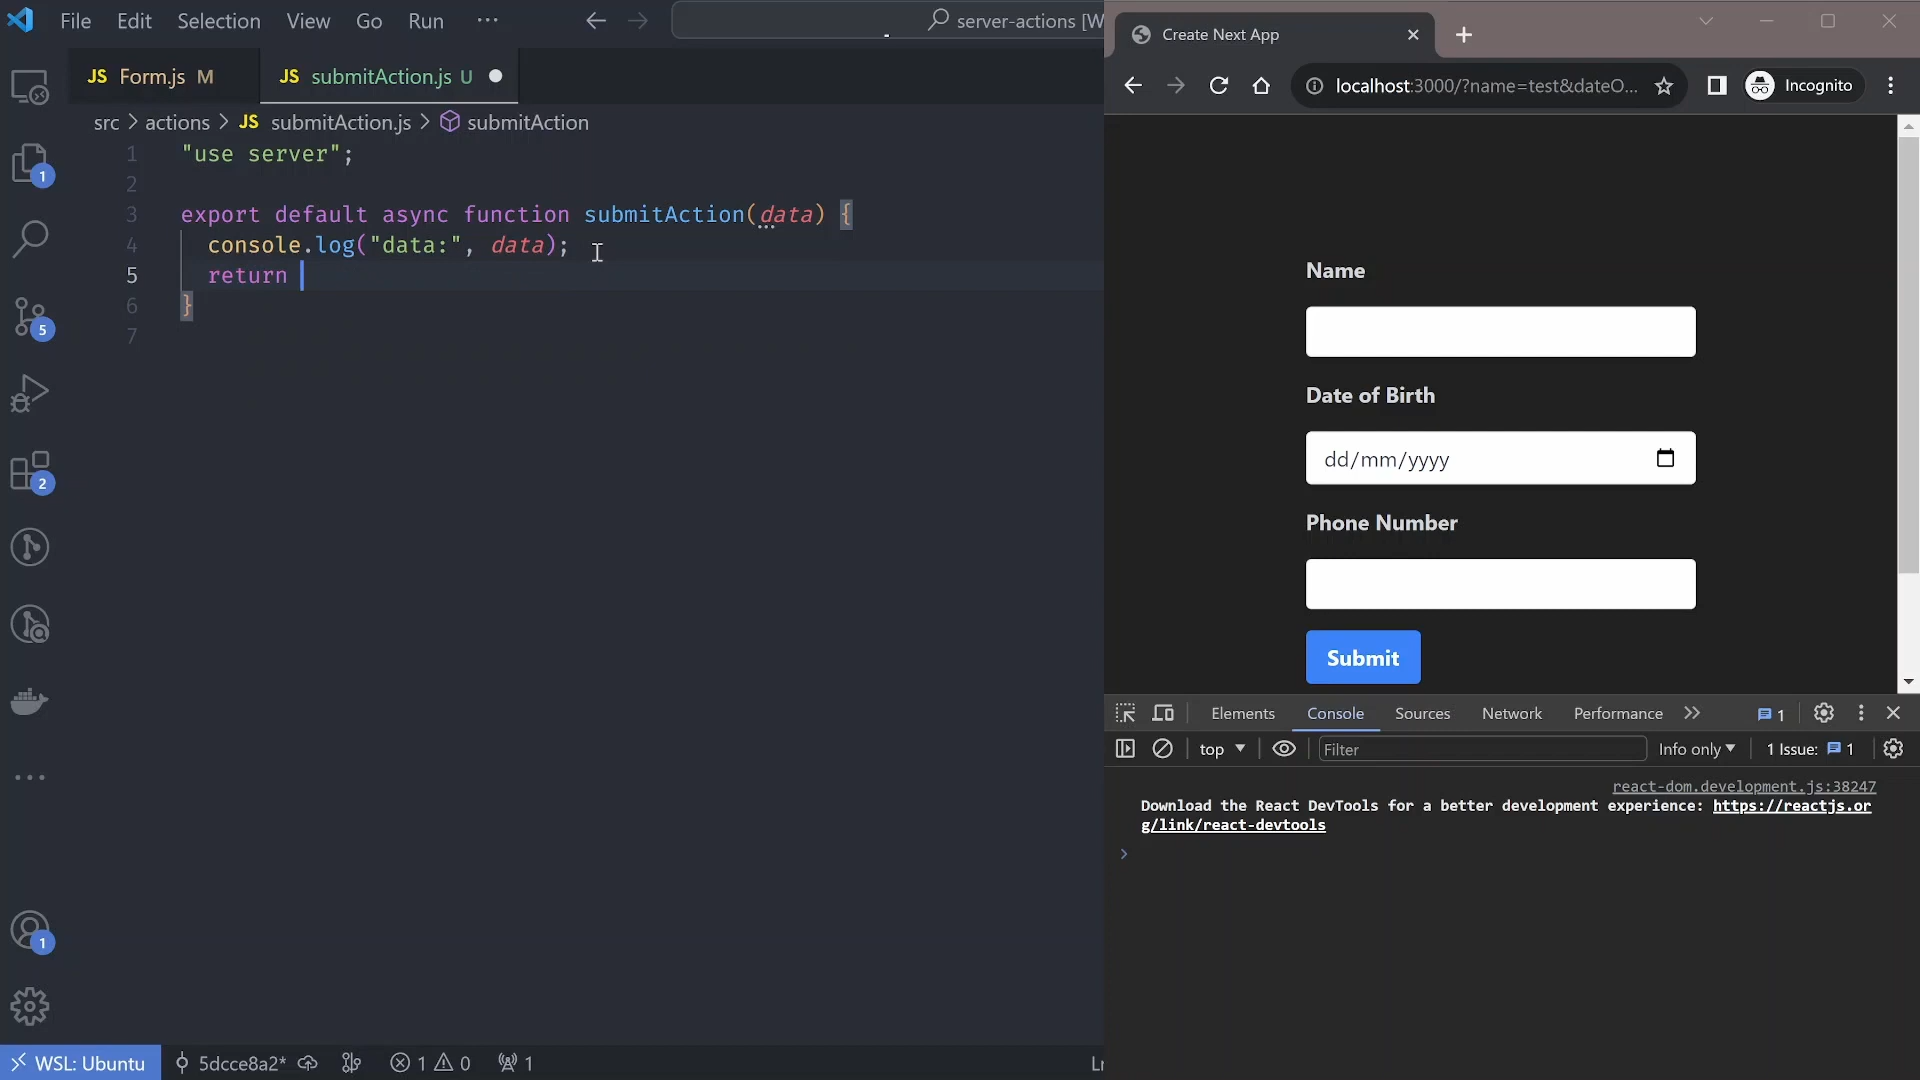 File Edit Selection View Go Run ··· server-actions [W
JS Form.js M JS submitAction.js U
src > actions > JS submitAction.js > submitAction
1 "use server";
2
3 export default async function submitAction(data) {
4 console.log("data:", data);
5 return
6 }
7
1
5
2
1
WSL: Ubuntu 5dcce8a2* 1 0 1 Ln
Create Next App
localhost:3000/?name=test&dateO... Incognito
Name
Date of Birth
dd/mm/yyyy
Phone Number
Submit
Elements Console Sources Network Performance 1
top Filter Info only 1 Issue: 1
react-dom.development.js:38247
Download the React DevTools for a better development experience: https://reactjs.or
g/link/react-devtools